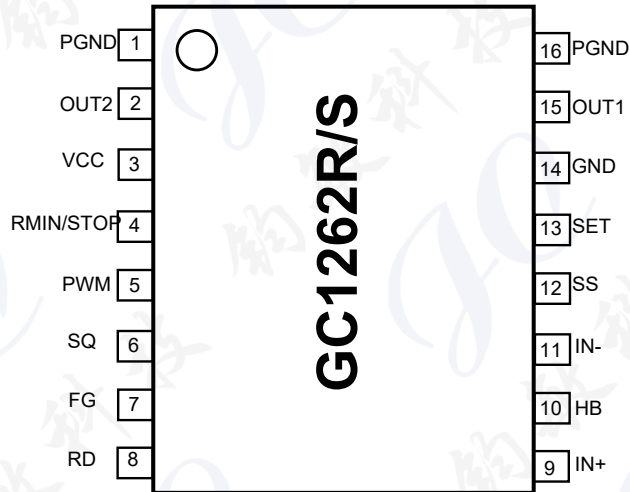 PGND 1
OUT2 2
VCC 3
RMIN/STOP 4
PWM 5
SQ 6
FG 7
RD 8
GC1262R/S
16 PGND
15 OUT1
14 GND
13 SET
12 SS
11 IN-
10 HB
9 IN+